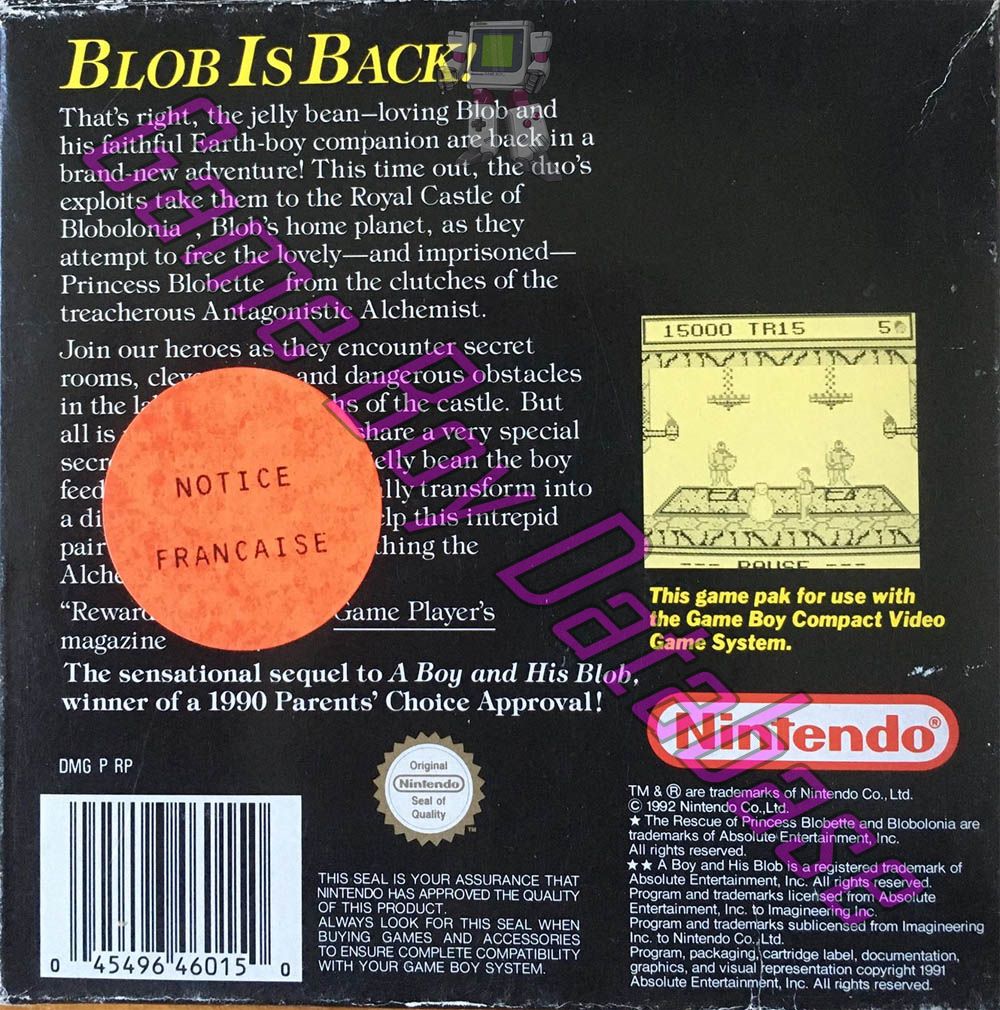 BLOB IS BACK!
That's right, the jelly bean–loving Blob and
his faithful Earth-boy companion are back in a
brand-new adventure! This time out, the duo's
exploits take them to the Royal Castle of
Blobolonia , Blob's home planet, as they
attempt to free the lovely—and imprisoned—
Princess Blobette from the clutches of the
treacherous Antagonistic Alchemist.
Join our heroes as they encounter secret
rooms, and dangerous obstacles
in the of the castle. But
all is share a very special
jelly bean the boy
feed transform into
a this intrepid
pair the
Game Player's
magazine
The sensational sequel to A Boy and His Blob,
winner of a 1990 Parents' Choice Approval!
NOTICE
FRANCAISE
15000 TR15 5
--- PAUSE ---
This game pak for use with
the Game Boy Compact Video
Game System.
Nintendo®
DMG P RP
Original
Nintendo
Seal of
Quality
TM
0 45496 46015 0
THIS SEAL IS YOUR ASSURANCE THAT
NINTENDO HAS APPROVED THE QUALITY
OF THIS PRODUCT.
ALWAYS LOOK FOR THIS SEAL WHEN
BUYING GAMES AND ACCESSORIES
TO ENSURE COMPLETE COMPATIBILITY
WITH YOUR GAME BOY SYSTEM.
TM & ® are trademarks of Nintendo Co., Ltd.
© 1992 Nintendo Co.,Ltd.
★ The Rescue of Princess Blobette and Blobolonia are
trademarks of Absolute Entertainment, Inc.
All rights reserved.
★★ A Boy and His Blob is a registered trademark of
Absolute Entertainment, Inc. All rights reserved.
Program and trademarks licensed from Absolute
Entertainment, Inc. to Imagineering Inc.
Program and trademarks sublicensed from Imagineering
Inc. to Nintendo Co., Ltd.
Program, packaging, cartridge label, documentation,
graphics, and visual representation copyright 1991
Absolute Entertainment, Inc. All rights reserved.
Game Boy Database